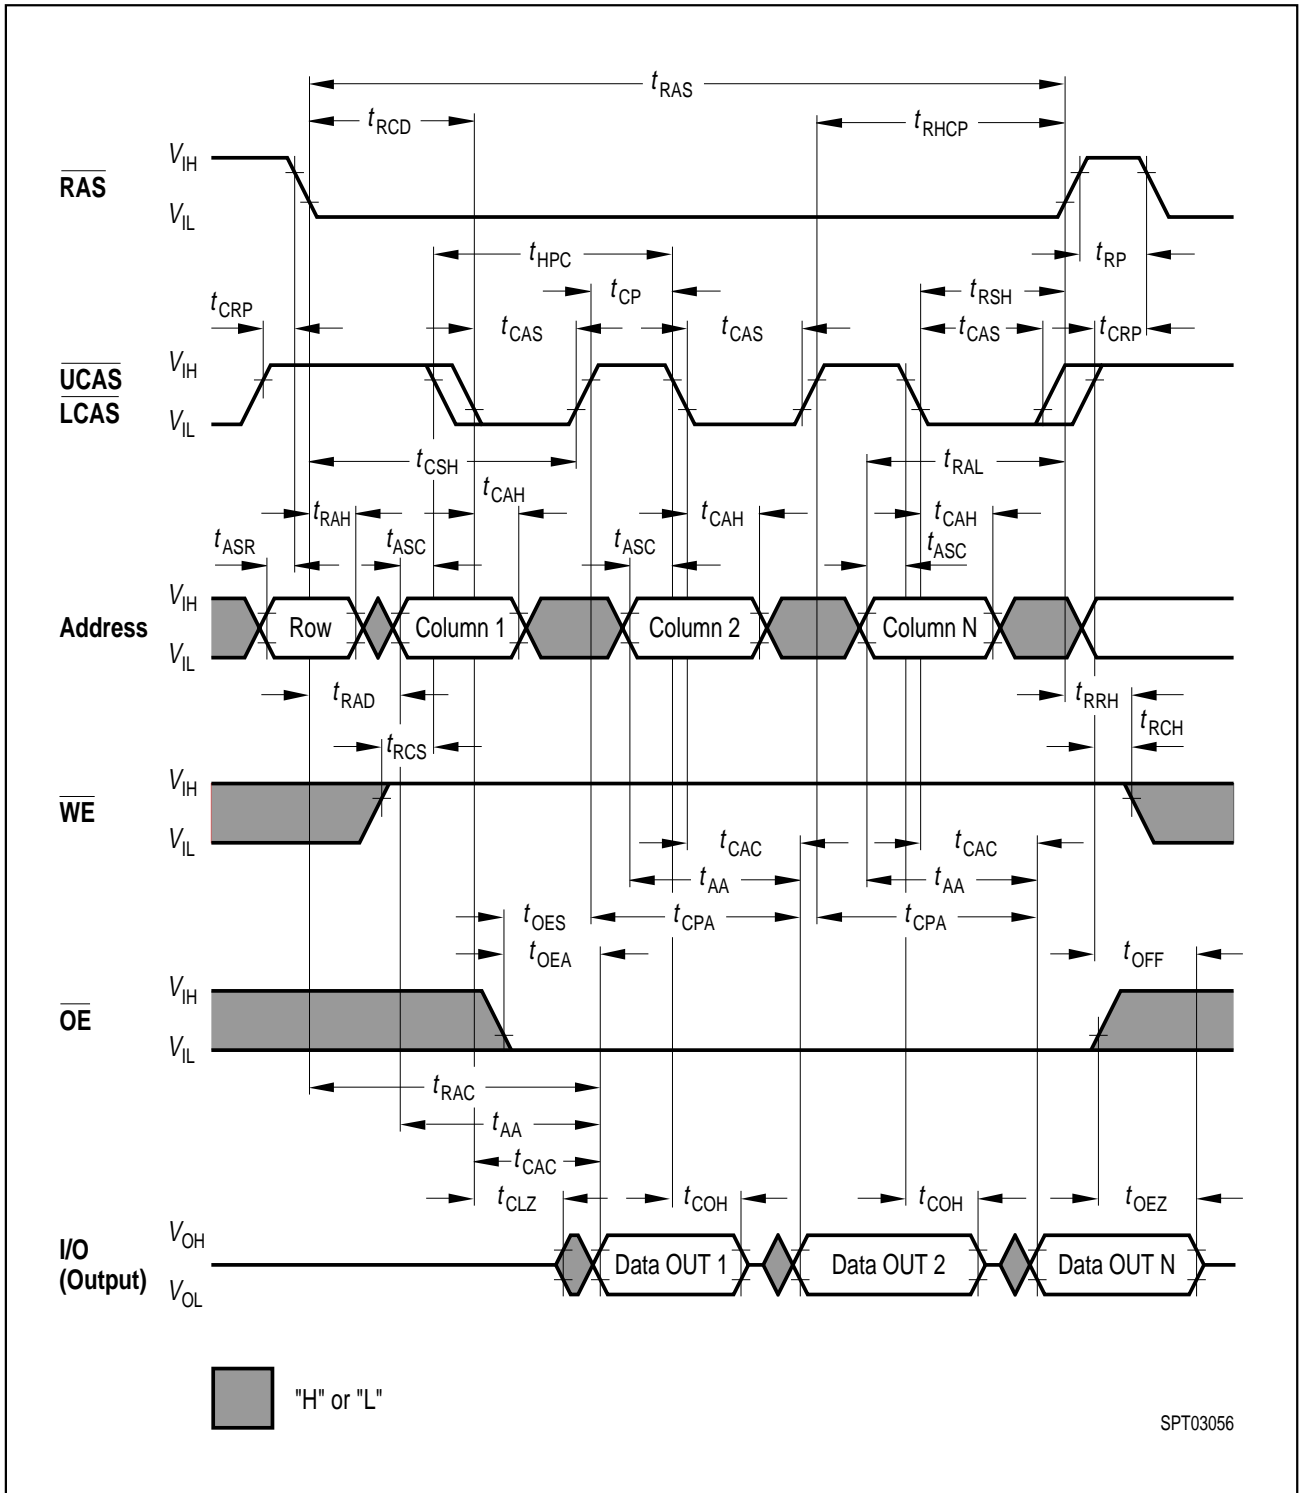 tRAS
tRCD tRHCP
VIH
RAS
VIL
tHPC tRP
tCP tRSH
tCRP tCAS tCAS tCAS tCRP
VIH
UCAS
LCAS
VIL
tCSH tRAL
tCAH
tRAH tCAH tCAH
tASR tASC tASC tASC
VIH
Address Row Column 1 Column 2 Column N
VIL
tRAD tRRH
tRCS tRCH
VIH
WE
VIL
tCAC tCAC
tAA tAA
tOES tCPA tCPA
tOEA tOFF
VIH
OE
VIL
tRAC
tAA
tCAC
tCLZ tCOH tCOH tOEZ
VOH
I/O
(Output) Data OUT 1 Data OUT 2 Data OUT N
VOL
"H" or "L"
SPT03056